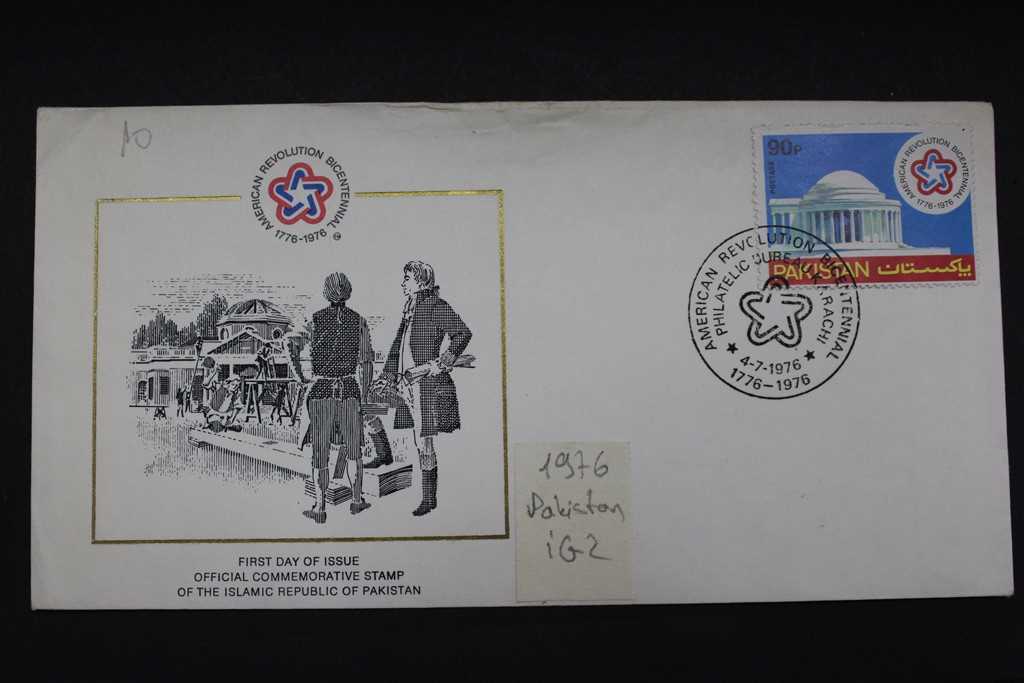 10
AMERICAN REVOLUTION BICENTENNIAL
1776-1976
FIRST DAY OF ISSUE
OFFICIAL COMMEMORATIVE STAMP
OF THE ISLAMIC REPUBLIC OF PAKISTAN
90P
POSTAGE
AMERICAN REVOLUTION BICENTENNIAL
1776-1976
PAKISTAN پاکستان
AMERICAN REVOLUTION BICENTENNIAL
PHILATELIC BUREAU KARACHI
★ 4-7-1976 ★
1776-1976
1976
Pakistan
iG2